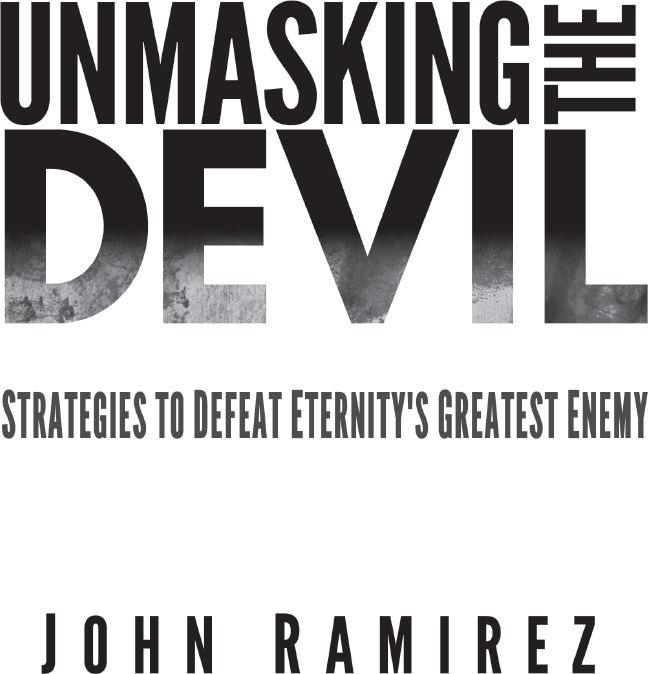 UNMASKING THE
DEVIL
STRATEGIES TO DEFEAT ETERNITY'S GREATEST ENEMY
JOHN RAMIREZ